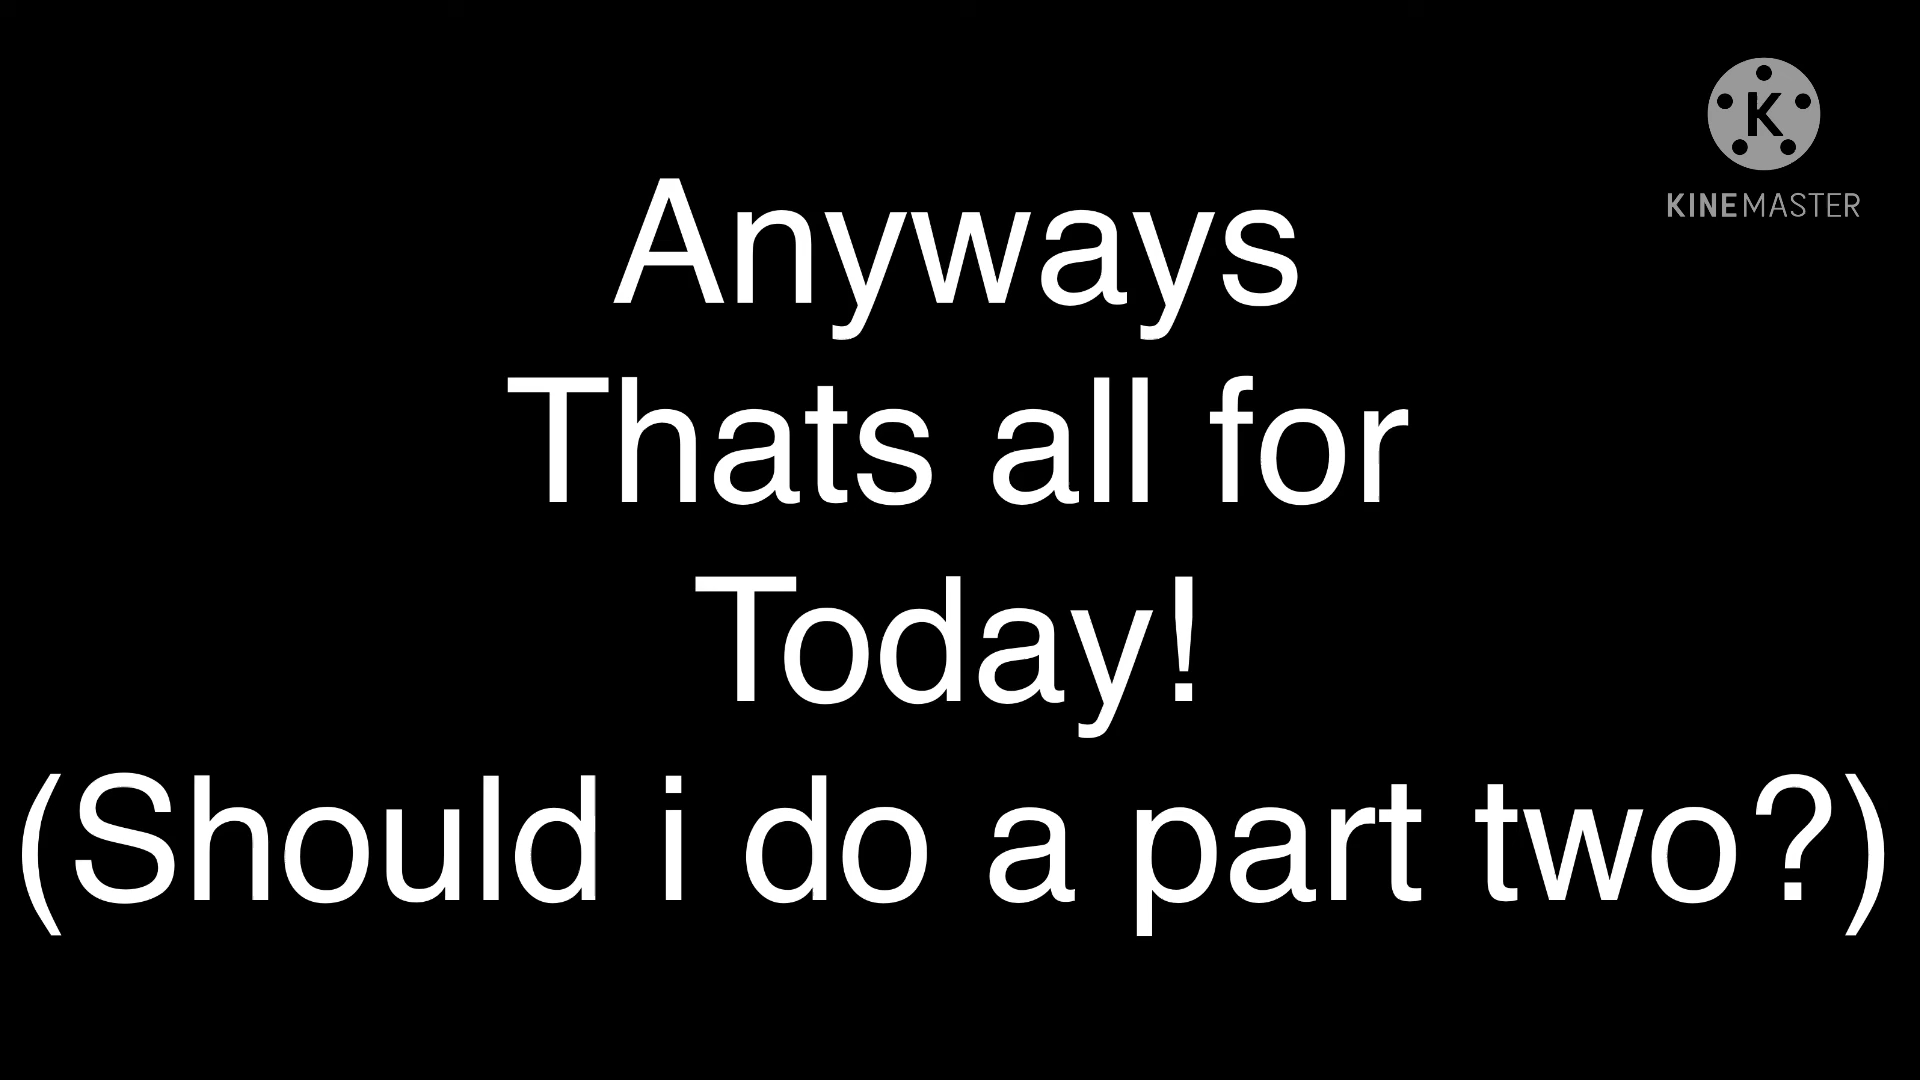 K
KINEMASTER
Anyways
Thats all for
Today!
(Should i do a part two?)